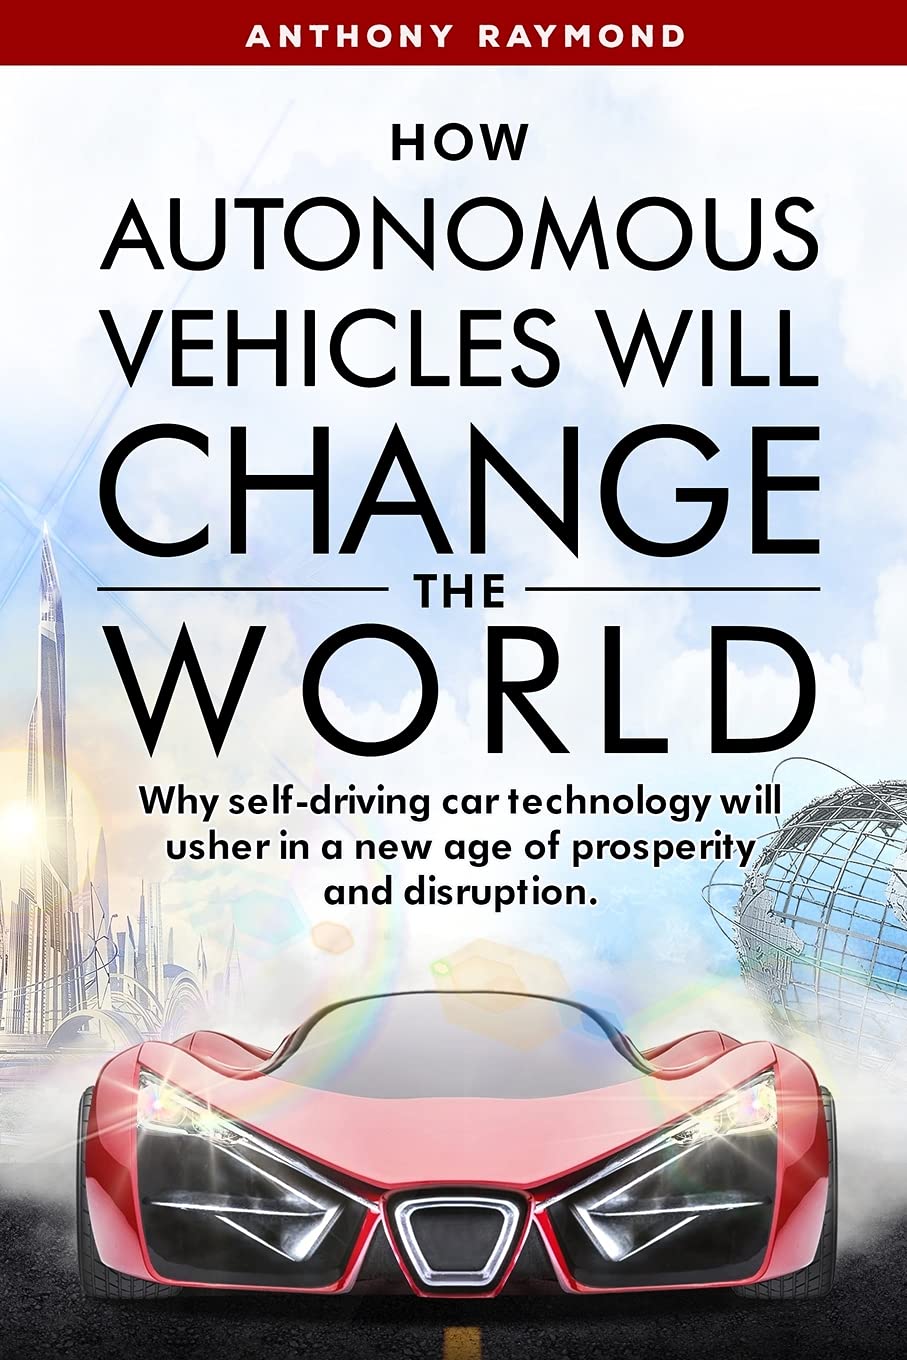 ANTHONY RAYMOND
HOW
AUTONOMOUS
VEHICLES WILL
CHANGE
THE
WORLD
Why self-driving car technology will
usher in a new age of prosperity
and disruption.